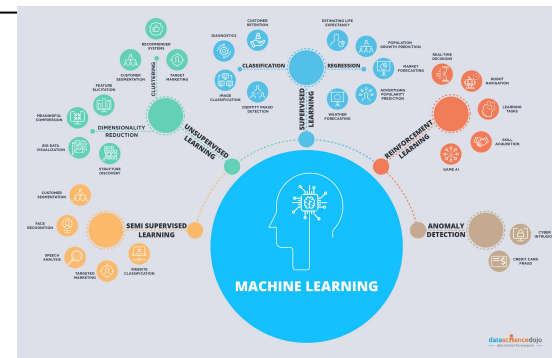 CUSTOMER
RETENTION
DIAGNOSTICS
CLASSIFICATION
IMAGE
CLASSIFICATION
IDENTITY FRAUD
DETECTION
ESTIMATING LIFE
EXPECTANCY
POPULATION
GROWTH PREDICTION
REGRESSION
MARKET
FORECASTING
ADVERTISING
POPULARITY
PREDICTION
WEATHER
FORECASTING
SUPERVISED
LEARNING
RECOMMENDER
SYSTEMS
CUSTOMER
SEGMENTATION
TARGET
MARKETING
CLUSTERING
FEATURE
ELICITATION
MEANINGFUL
COMPRESSION
DIMENSIONALITY
REDUCTION
BIG DATA
VISUALIZATION
STRUCTURE
DISCOVERY
UNSUPERVISED
LEARNING
REAL-TIME
DECISIONS
ROBOT
NAVIGATION
LEARNING
TASKS
SKILL
ACQUISITION
GAME AI
REINFORCEMENT
LEARNING
CUSTOMER
SEGMENTATION
FACE
RECOGNITION
SPEECH
ANALYSIS
TARGETED
MARKETING
WEBSITE
CLASSIFICATION
SEMI SUPERVISED
LEARNING
ANOMALY
DETECTION
CYBER
INTRUSIO
CREDIT CARD
FRAUD
MACHINE LEARNING
datasciencedojo